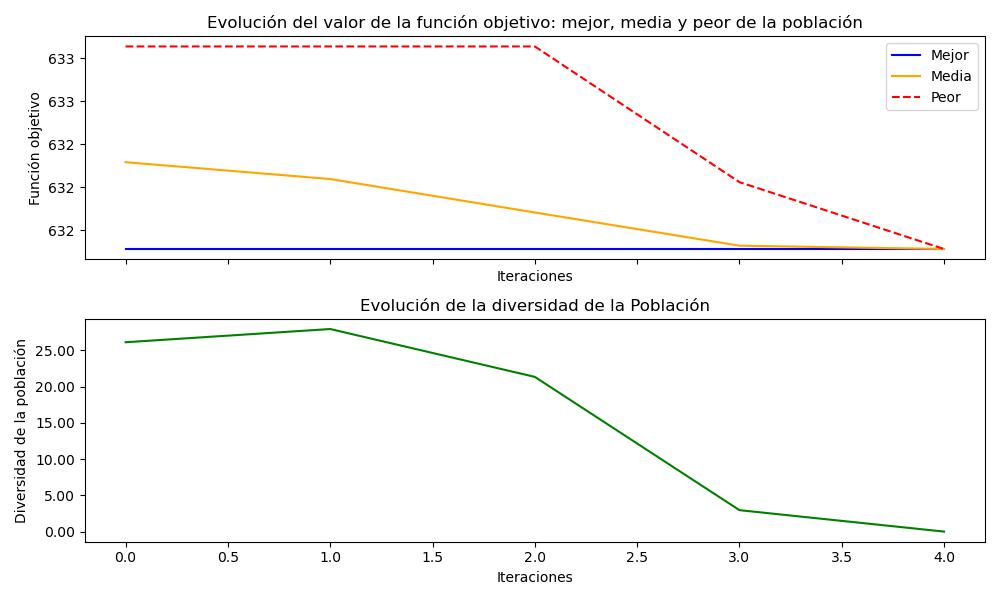 Evolución del valor de la función objetivo: mejor, media y peor de la población
Función objetivo
633
633
632
632
632
Mejor
Media
Peor
Iteraciones
Evolución de la diversidad de la Población
Diversidad de la población
25.00
20.00
15.00
10.00
5.00
0.00
0.0 0.5 1.0 1.5 2.0 2.5 3.0 3.5 4.0
Iteraciones